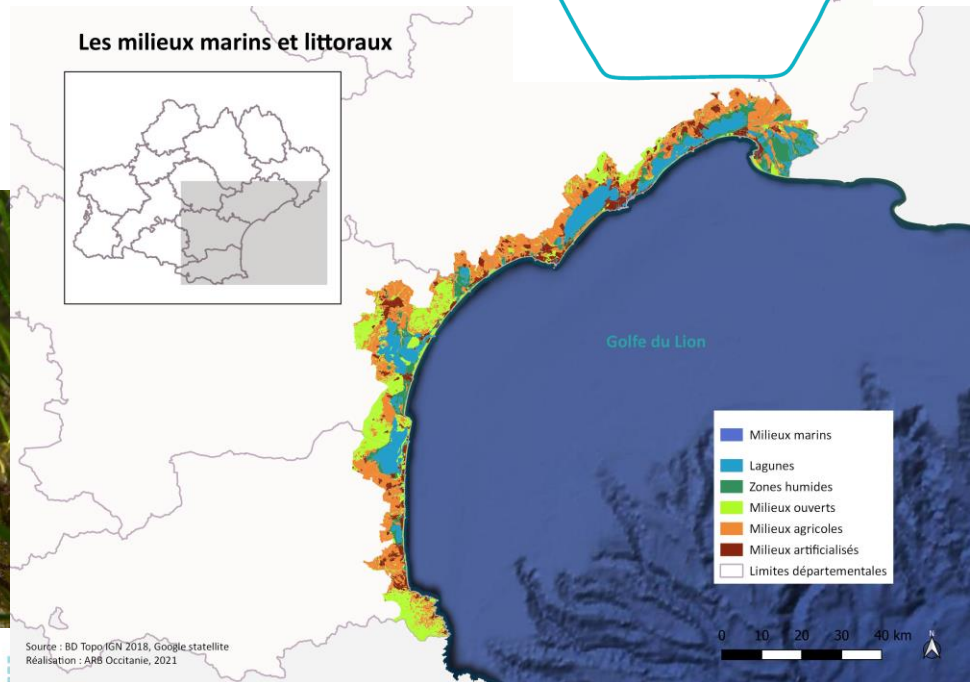 Les milieux marins et littoraux
Golfe du Lion
Milieux marins
Lagunes
Zones humides
Milieux ouverts
Milieux agricoles
Milieux artificialisés
Limites départementales
0 10 20 30 40 km
N
Source : BD Topo IGN 2018, Google statellite
Réalisation : ARB Occitanie, 2021